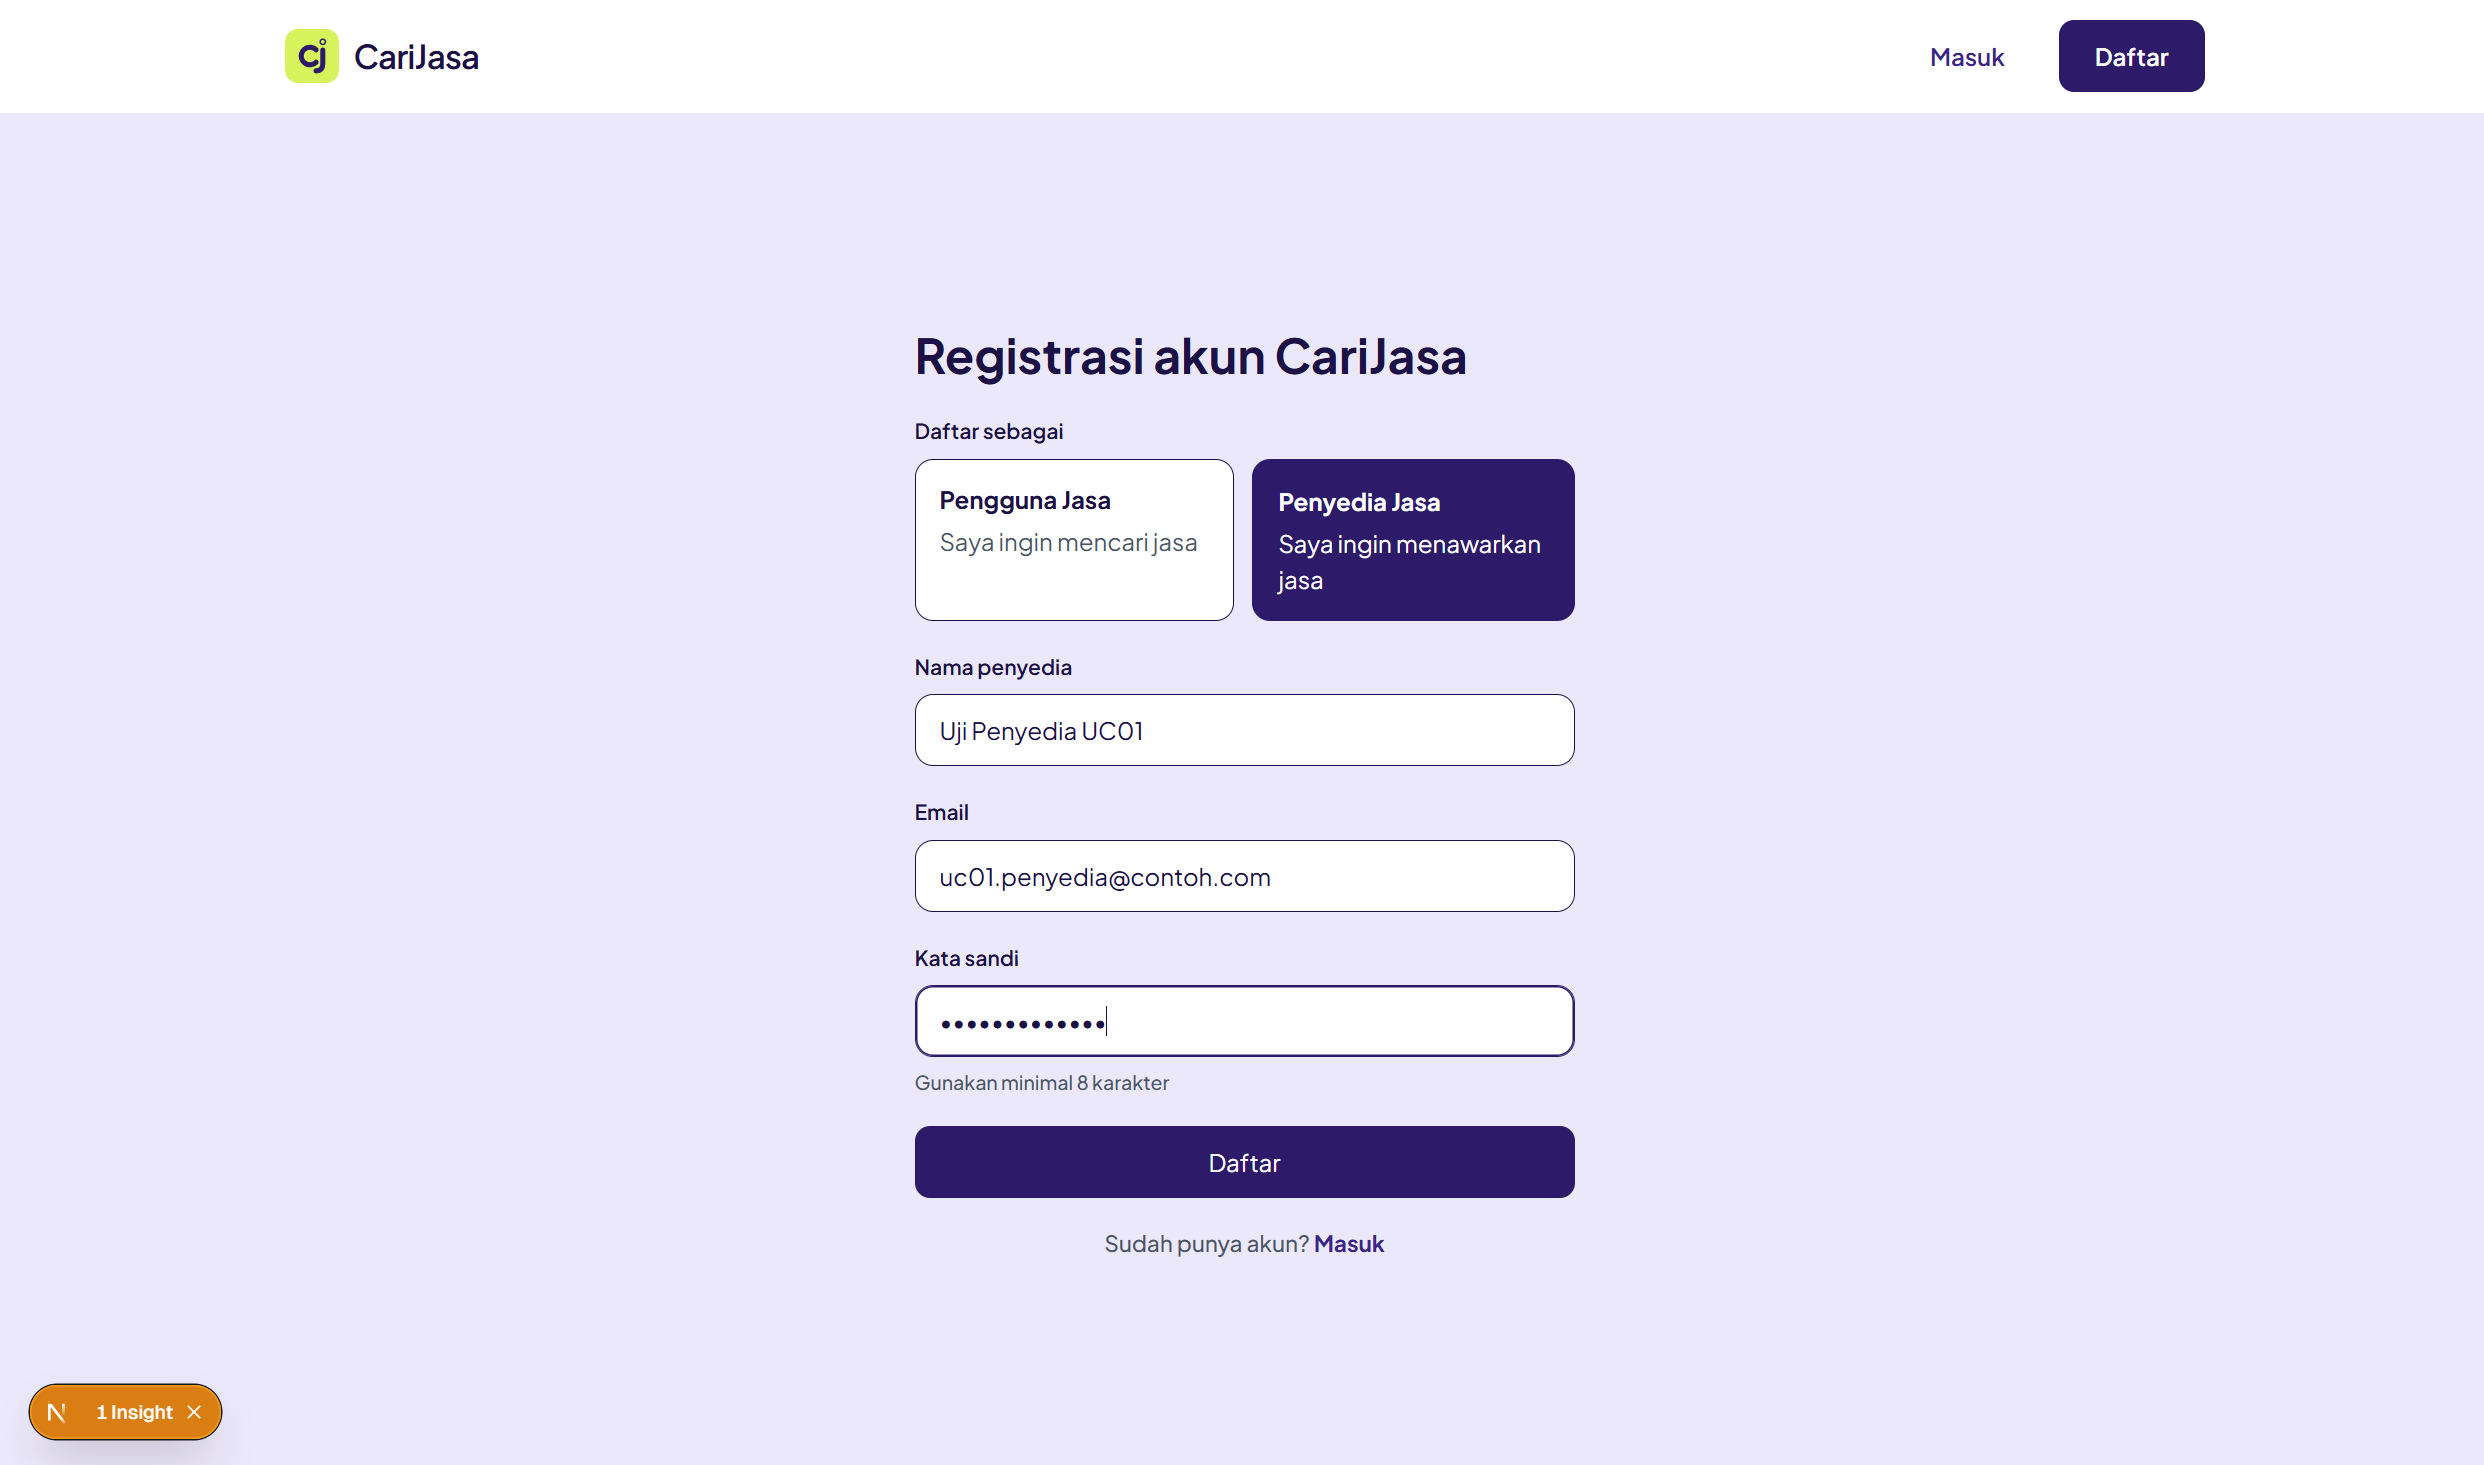 cj CariJasa
Masuk
Daftar
Registrasi akun CariJasa
Daftar sebagai
Pengguna Jasa
Saya ingin mencari jasa
Penyedia Jasa
Saya ingin menawarkan
jasa
Nama penyedia
Uji Penyedia UC01
Email
uc01.penyedia@contoh.com
Kata sandi
•••••••••••••
Gunakan minimal 8 karakter
Daftar
Sudah punya akun? Masuk
N 1 Insight